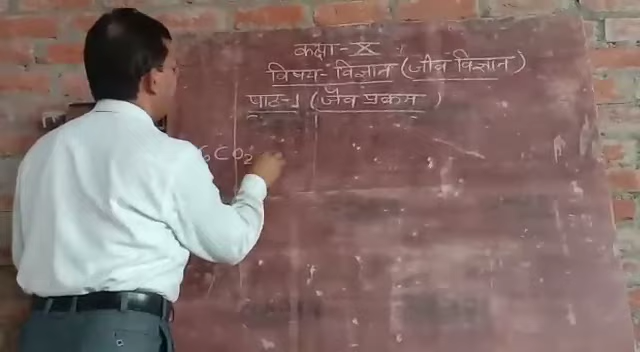 कक्षा - X
विषय - विज्ञान (जीव विज्ञान)
पाठ-1 (जैव प्रक्रम)
6CO2